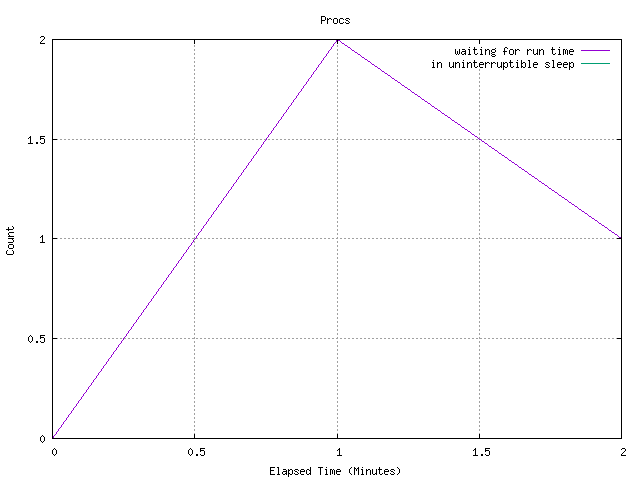 Procs
waiting for run time
in uninterruptible sleep
2
1.5
1
0.5
0
Count
0 0.5 1 1.5 2
Elapsed Time (Minutes)